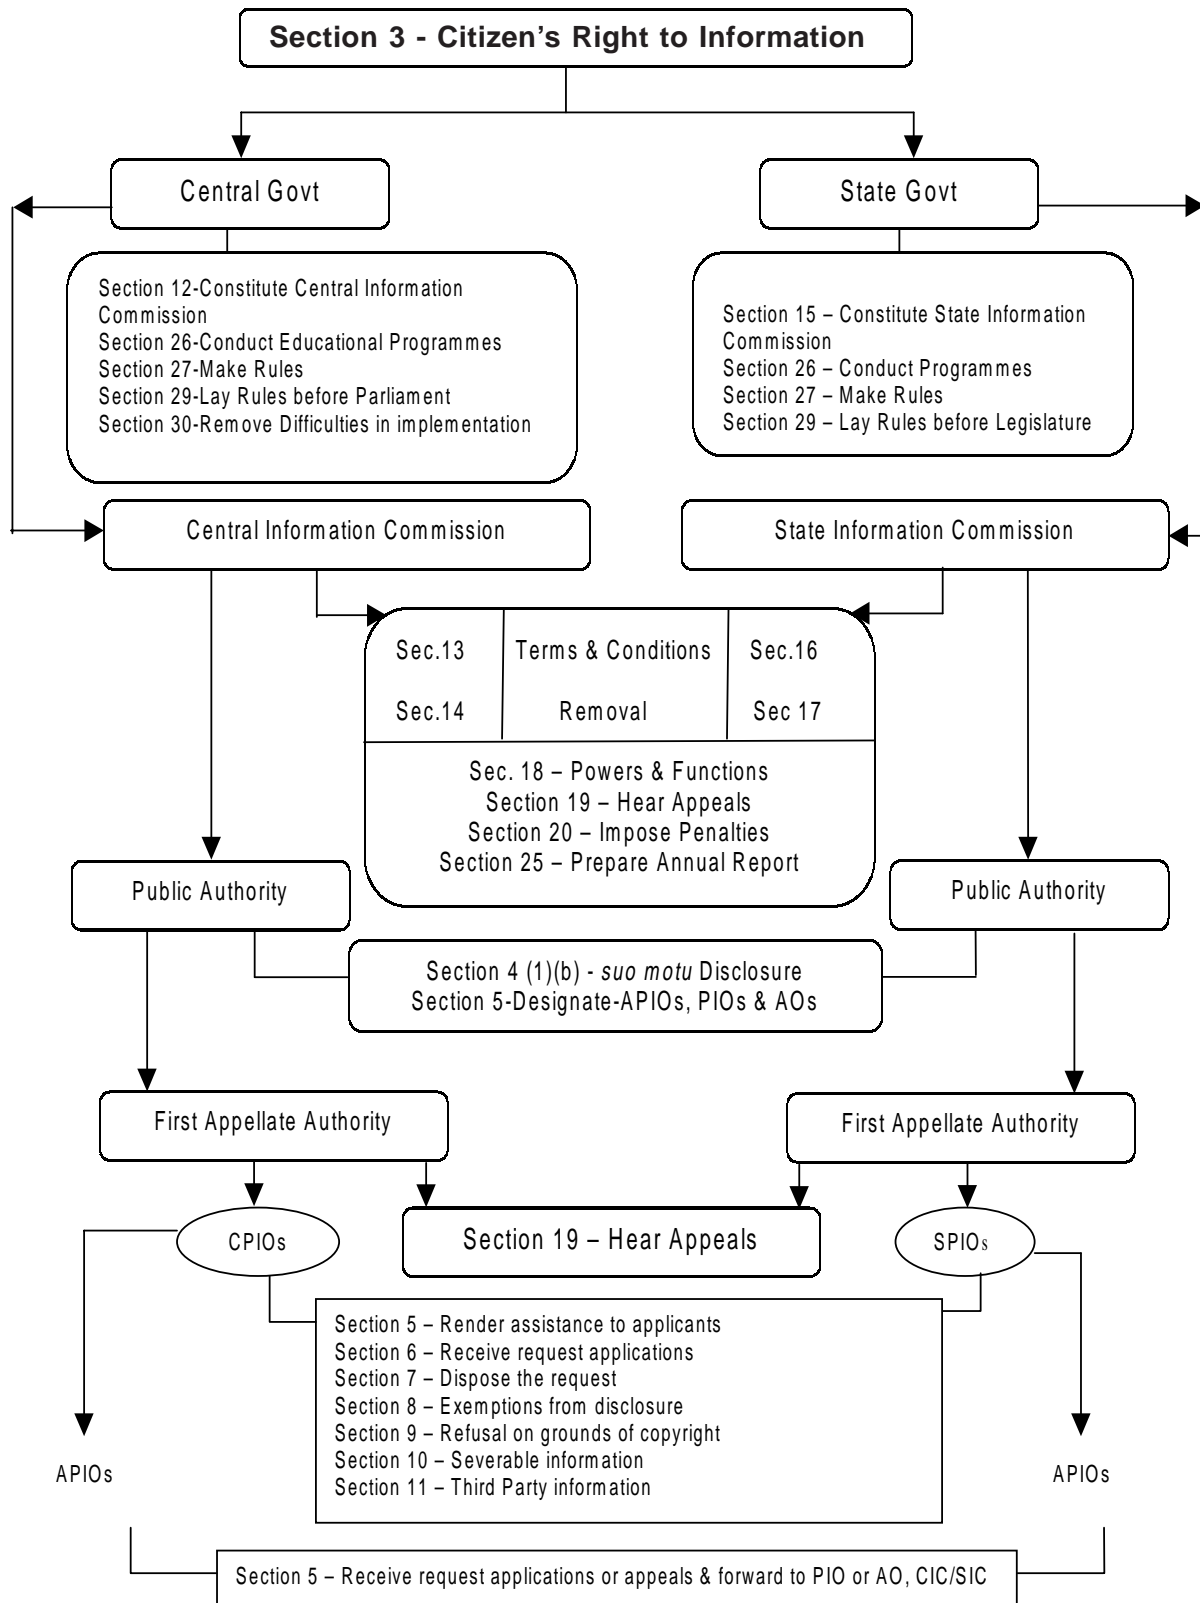 Section 3 - Citizen's Right to Information
Central Govt
State Govt
Section 12-Constitute Central Information
Commission
Section 26-Conduct Educational Programmes
Section 27-Make Rules
Section 29-Lay Rules before Parliament
Section 30-Remove Difficulties in implementation
Section 15 – Constitute State Information
Commission
Section 26 – Conduct Programmes
Section 27 – Make Rules
Section 29 – Lay Rules before Legislature
Central Information Commission
State Information Commission
Sec.13 Terms & Conditions Sec.16
Sec.14 Removal Sec 17
Sec. 18 – Powers & Functions
Section 19 – Hear Appeals
Section 20 – Impose Penalties
Section 25 – Prepare Annual Report
Public Authority
Public Authority
Section 4 (1)(b) - suo motu Disclosure
Section 5-Designate-APIOs, PIOs & AOs
First Appellate Authority
First Appellate Authority
CPIOs
Section 19 – Hear Appeals
SPIOs
Section 5 – Render assistance to applicants
Section 6 – Receive request applications
Section 7 – Dispose the request
Section 8 – Exemptions from disclosure
Section 9 – Refusal on grounds of copyright
Section 10 – Severable information
Section 11 – Third Party information
APIOs
APIOs
Section 5 – Receive request applications or appeals & forward to PIO or AO, CIC/SIC